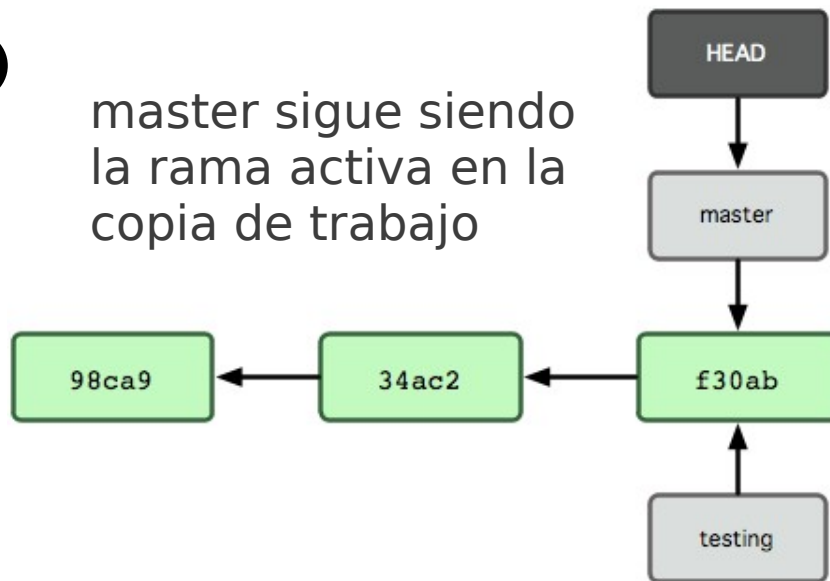 HEAD
master sigue siendo
la rama activa en la
copia de trabajo
master
98ca9
34ac2
f30ab
testing